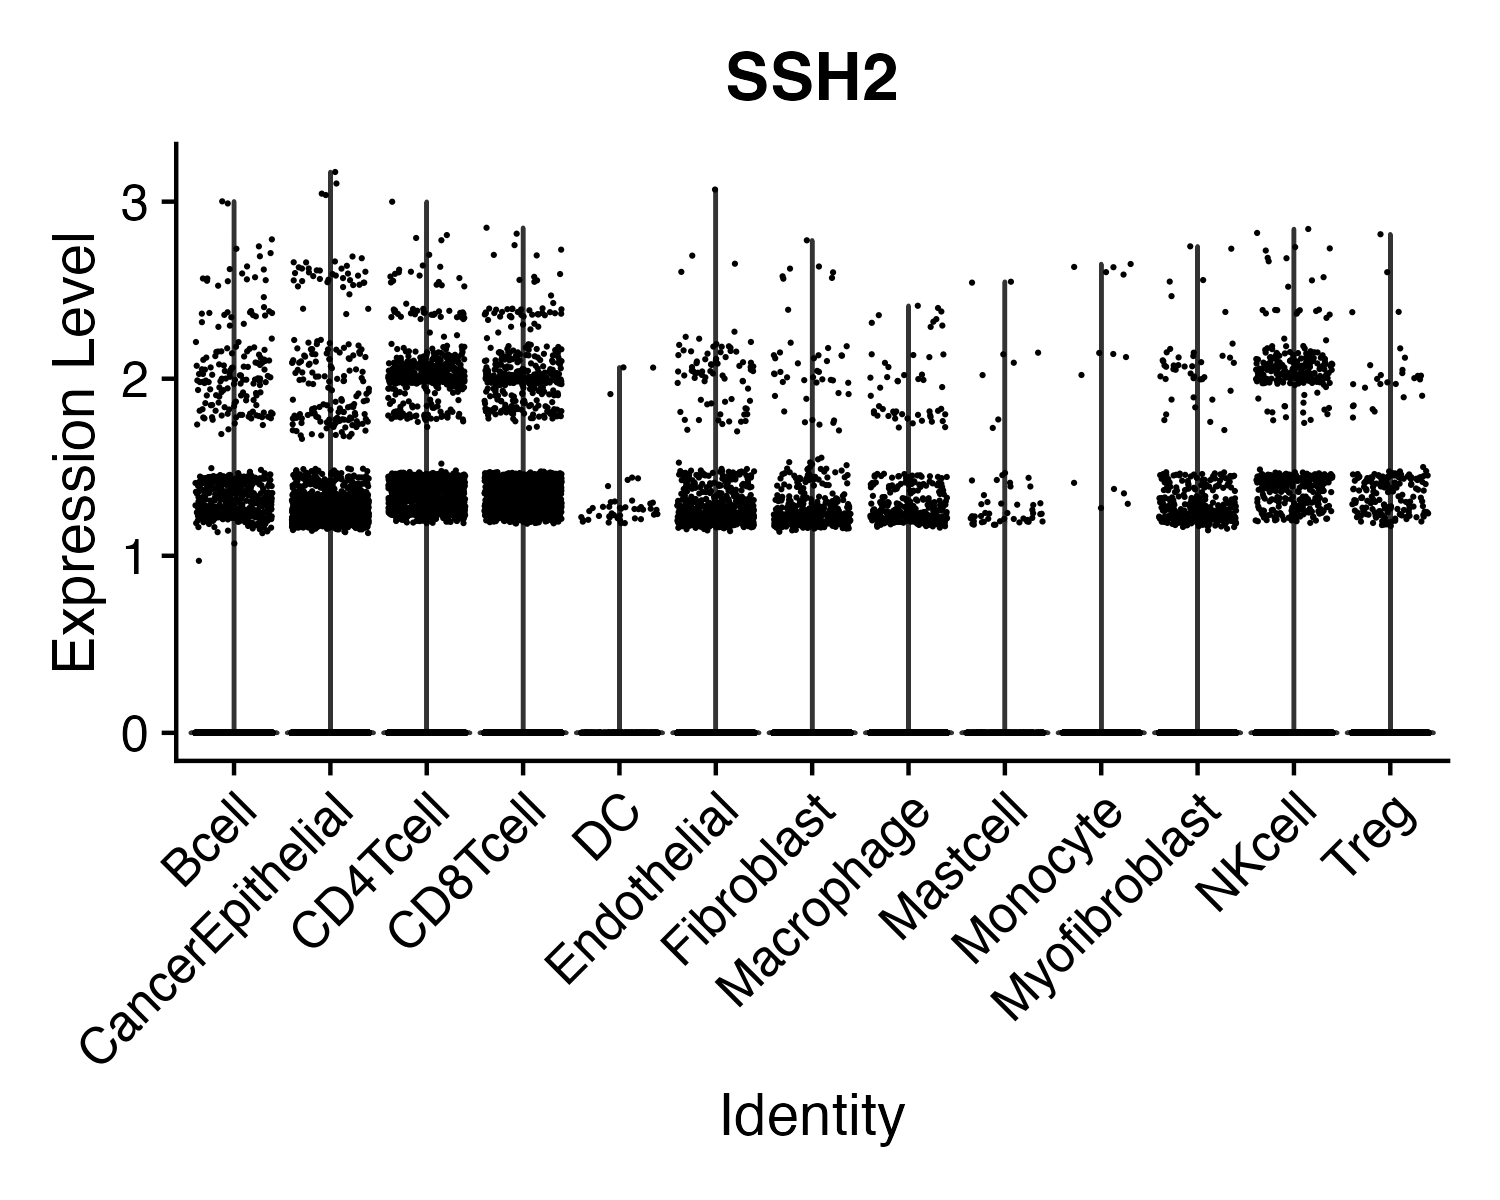 SSH2
Expression Level
3
2
1
0
Bcell
CancerEpithelial
CD4Tcell
CD8Tcell
DC
Endothelial
Fibroblast
Macrophage
Mastcell
Monocyte
Myofibroblast
NKcell
Treg
Identity